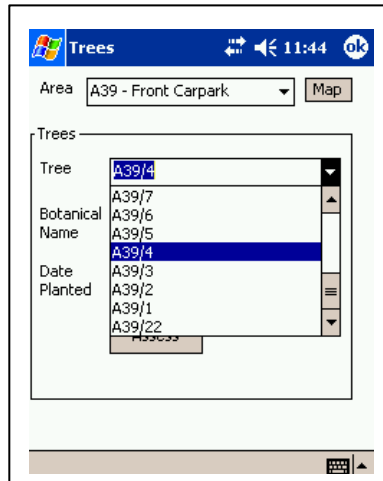 Trees 11:44 ok
Area A39 - Front Carpark Map
Trees
Tree A39/4
A39/7
Botanical A39/6
Name A39/5
A39/4
Date A39/3
Planted A39/2
A39/1
A39/22
Assess